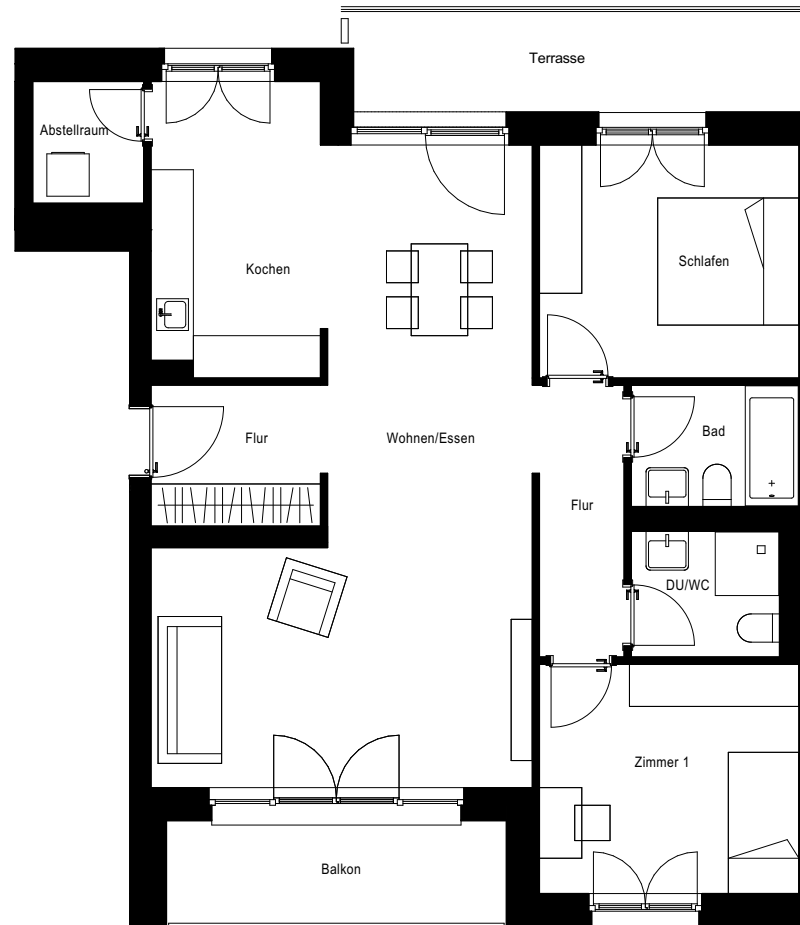 Terrasse
Abstellraum
Kochen
Schlafen
Flur
Wohnen/Essen
Bad
Flur
DU/WC
Zimmer 1
Balkon